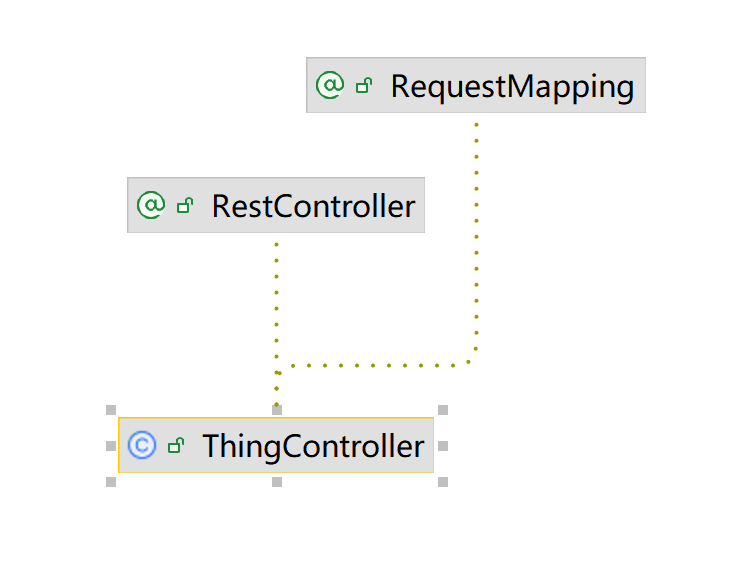 @ RequestMapping
@ RestController
C ThingController